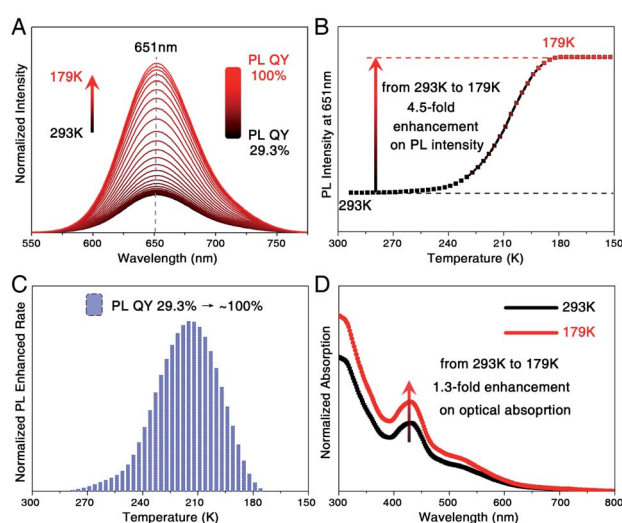 A
651nm
179K
293K
PL QY
100%
PL QY
29.3%
Normalized Intensity
550 600 650 700 750
Wavelength (nm)
B
179K
from 293K to 179K
4.5-fold
enhancement
on PL intensity
293K
PL Intensity at 651nm
300 270 240 210 180 150
Temperature (K)
C
PL QY 29.3% → ~100%
Normalized PL Enhanced Rate
300 270 240 210 180 150
Temperature (K)
D
293K
179K
from 293K to 179K
1.3-fold enhancement
on optical absoprtion
Normalized Absorption
300 400 500 600 700 800
Wavelength (nm)